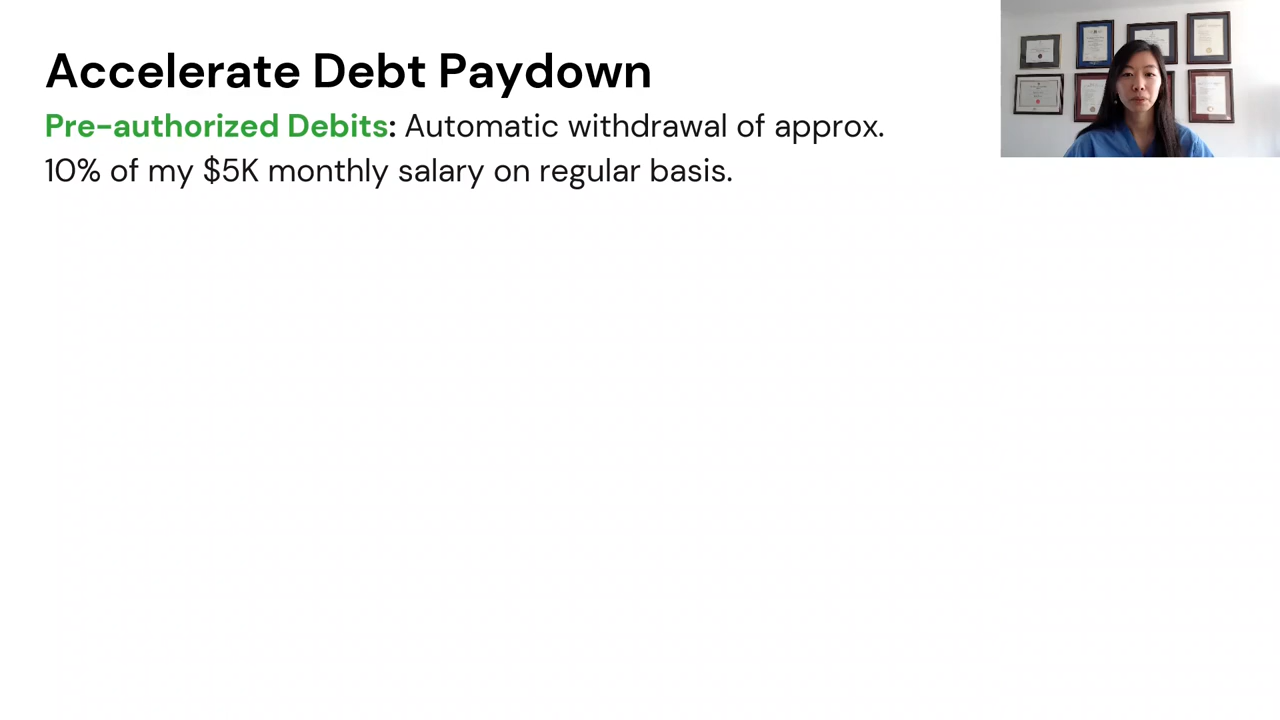 Accelerate Debt Paydown
Pre-authorized Debits: Automatic withdrawal of approx.
10% of my $5K monthly salary on regular basis.